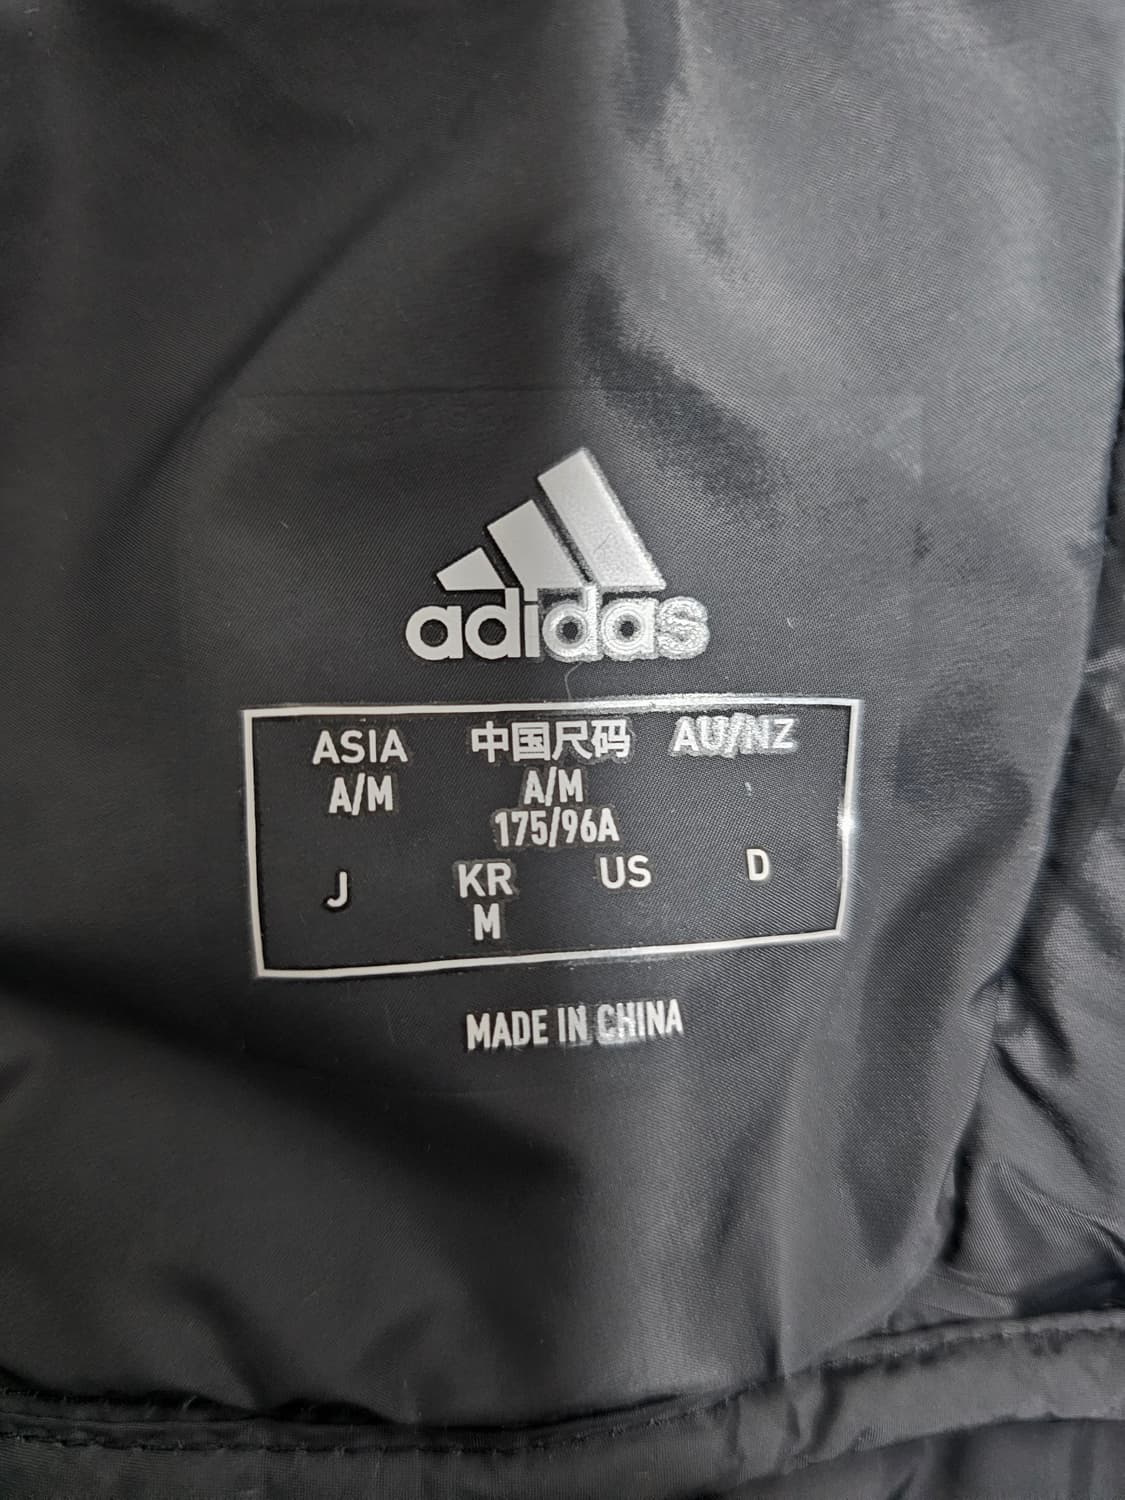 adidas
ASIA 中国尺码 AU/NZ
A/M A/M
175/96A
J KR US D
M
MADE IN CHINA